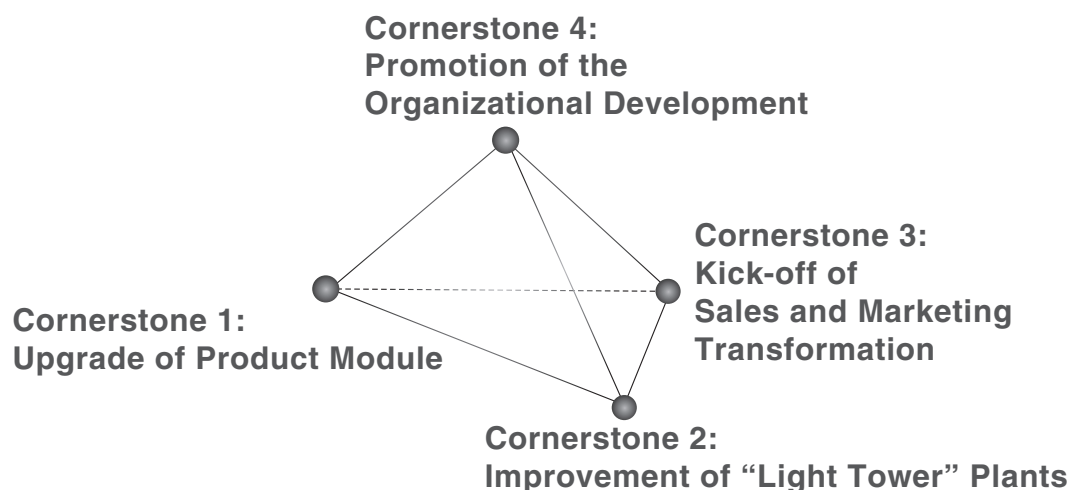 Cornerstone 4:
Promotion of the
Organizational Development
Cornerstone 3:
Kick-off of
Sales and Marketing
Transformation
Cornerstone 1:
Upgrade of Product Module
Cornerstone 2:
Improvement of “Light Tower” Plants